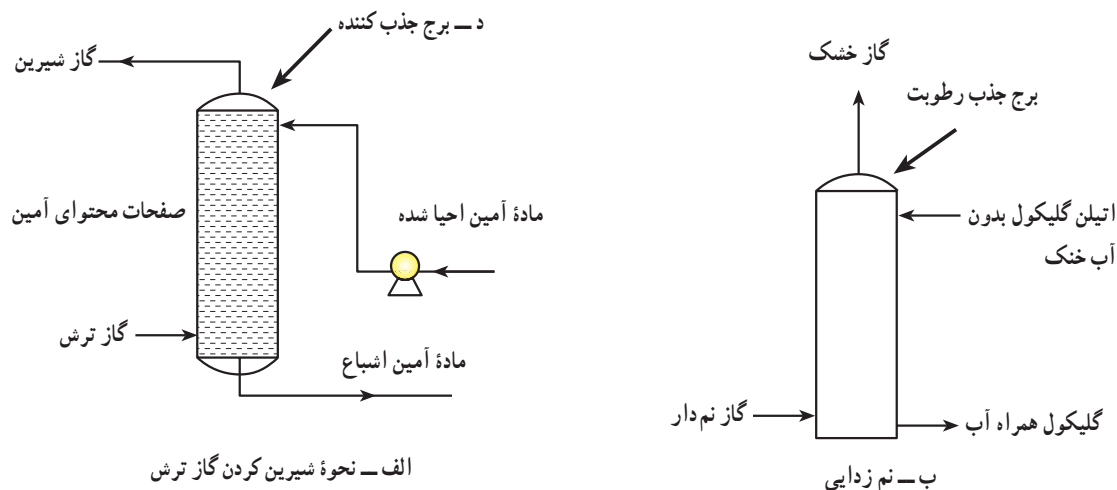 د ــ برج جذب کننده
گاز شیرین
صفحات محتوای آمین
مادهٔ آمین احیا شده
گاز ترش
مادهٔ آمین اشباع
الف ــ نحوهٔ شیرین کردن گاز ترش
گاز خشک
برج جذب رطوبت
اتیلن گلیکول بدون
آب خنک
گاز نم‌دار
گلیکول همراه آب
ب ــ نم زدایی